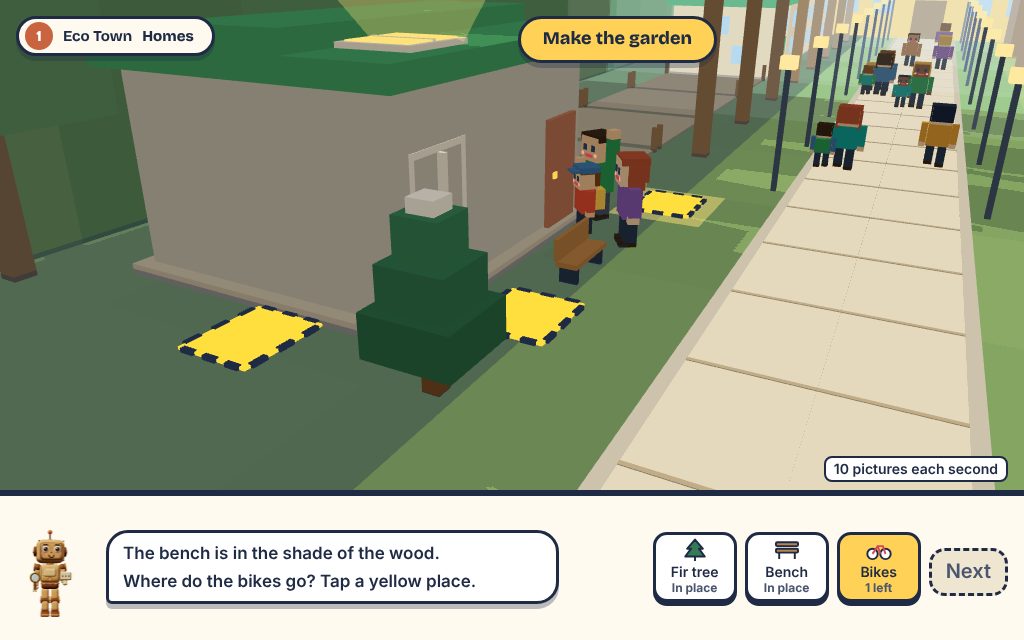 1 Eco Town Homes
Make the garden
10 pictures each second
The bench is in the shade of the wood.
Where do the bikes go? Tap a yellow place.
Fir tree
In place
Bench
In place
Bikes
1 left
Next